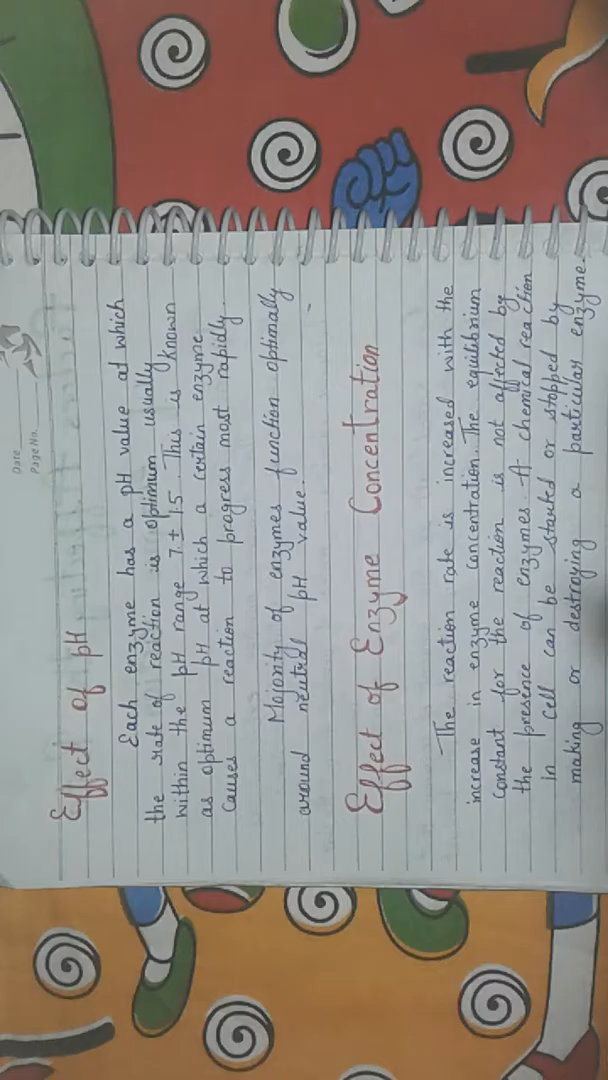 Date
Page No.
Effect of pH
Each enzyme has a pH value at which
the rate of reaction is optimum usually
within the pH range 7 ± 1.5. This is known
as optimum pH at which a certain enzyme
causes a reaction to progress most rapidly.
Majority of enzymes function optimally
around neutral pH value.
Effect of Enzyme Concentration
The reaction rate is increased with the
increase in enzyme concentration. The equilibrium
constant for the reaction is not affected by
the presence of enzymes. A chemical reaction
in cell can be started or stopped by
making or destroying a particular enzyme.